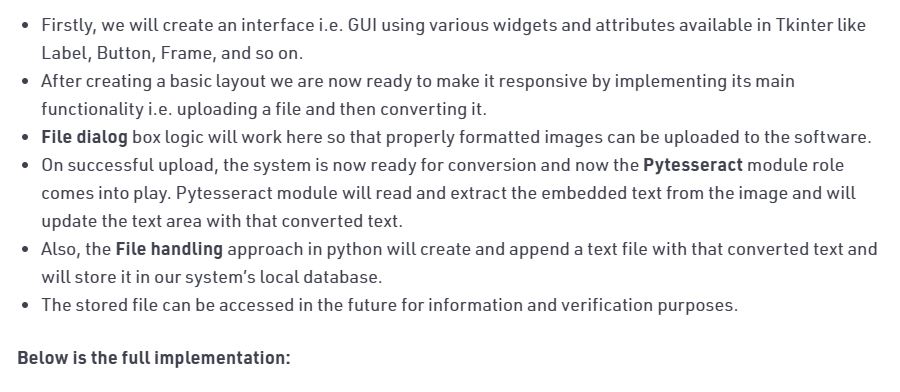 • Firstly, we will create an interface i.e. GUI using various widgets and attributes available in Tkinter like
Label, Button, Frame, and so on.
• After creating a basic layout we are now ready to make it responsive by implementing its main
functionality i.e. uploading a file and then converting it.
• File dialog box logic will work here so that properly formatted images can be uploaded to the software.
• On successful upload, the system is now ready for conversion and now the Pytesseract module role
comes into play. Pytesseract module will read and extract the embedded text from the image and will
update the text area with that converted text.
• Also, the File handling approach in python will create and append a text file with that converted text and
will store it in our system's local database.
• The stored file can be accessed in the future for information and verification purposes.
Below is the full implementation: